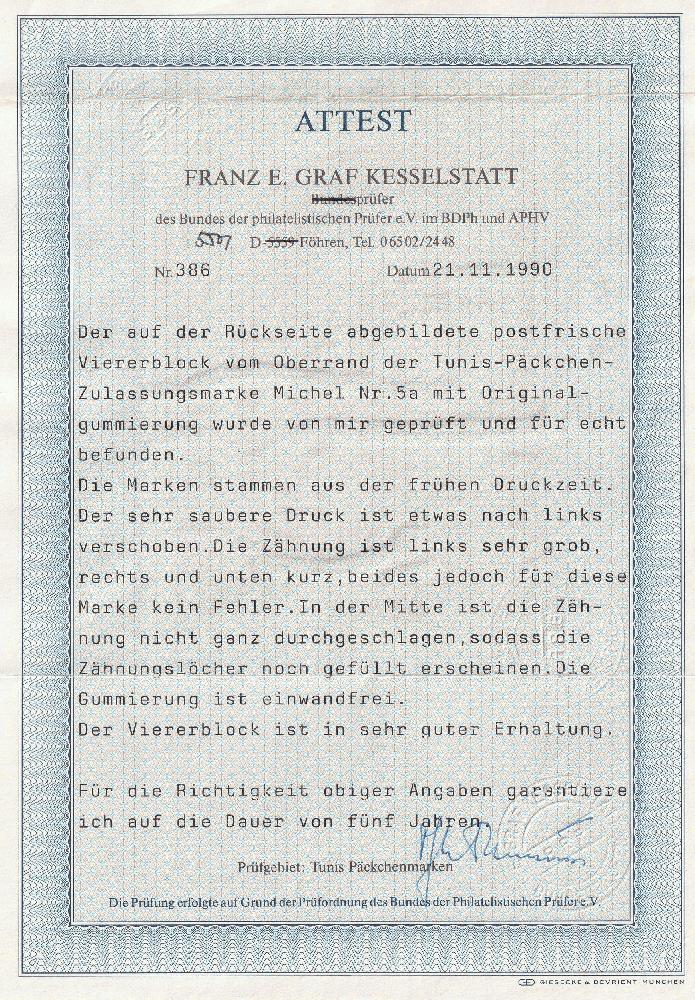 ATTEST
FRANZ E. GRAF KESSELSTATT
Bundesprüfer
des Bundes der philatelistischen Prüfer e.V. im BDPh und APHV
D-5559 Föhren, Tel. 06502/2448
Nr. 386 Datum 21.11.1990
Der auf der Rückseite abgebildete postfrische
Viererblock vom Oberrand der Tunis-Päckchen-
Zulassungsmarke Michel Nr.5a mit Original-
gummierung wurde von mir geprüft und für echt
befunden.
Die Marken stammen aus der frühen Druckzeit.
Der sehr saubere Druck ist etwas nach links
verschoben.Die Zähnung ist links sehr grob,
rechts und unten kurz,beides jedoch für diese
Marke kein Fehler.In der Mitte ist die Zäh-
nung nicht ganz durchgeschlagen,sodass die
Zähnungslöcher noch gefüllt erscheinen.Die
Gummierung ist einwandfrei.
Der Viererblock ist in sehr guter Erhaltung.
Für die Richtigkeit obiger Angaben garantiere
ich auf die Dauer von fünf Jahren.
Prüfgebiet: Tunis Päckchenmarken
Die Prüfung erfolgte auf Grund der Prüfordnung des Bundes der Philatelistischen Prüfer e.V.
GIESECKE & DEVRIENT MÜNCHEN